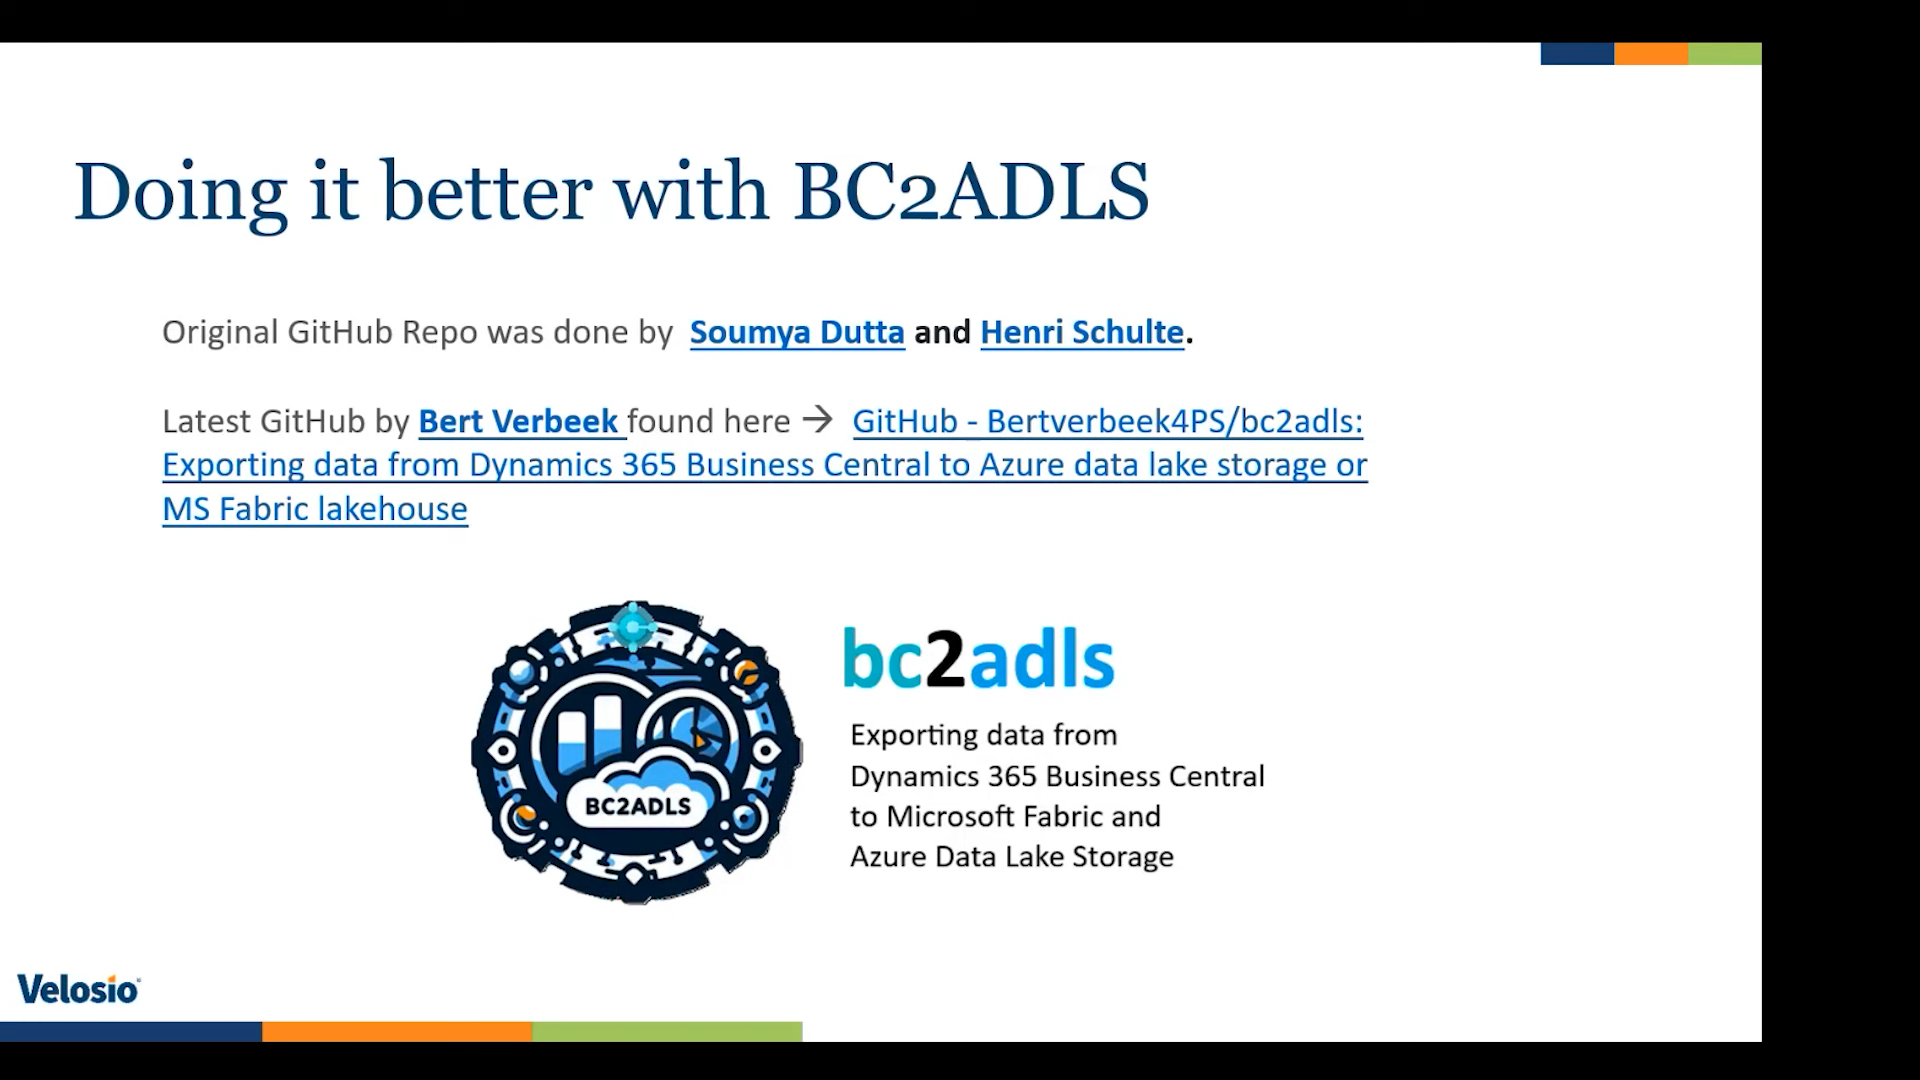 Doing it better with BC2ADLS
Original GitHub Repo was done by Soumya Dutta and Henri Schulte.
Latest GitHub by Bert Verbeek found here → GitHub - Bertverbeek4PS/bc2adls:
Exporting data from Dynamics 365 Business Central to Azure data lake storage or
MS Fabric lakehouse
BC2ADLS
bc2adls
Exporting data from
Dynamics 365 Business Central
to Microsoft Fabric and
Azure Data Lake Storage
Velosio